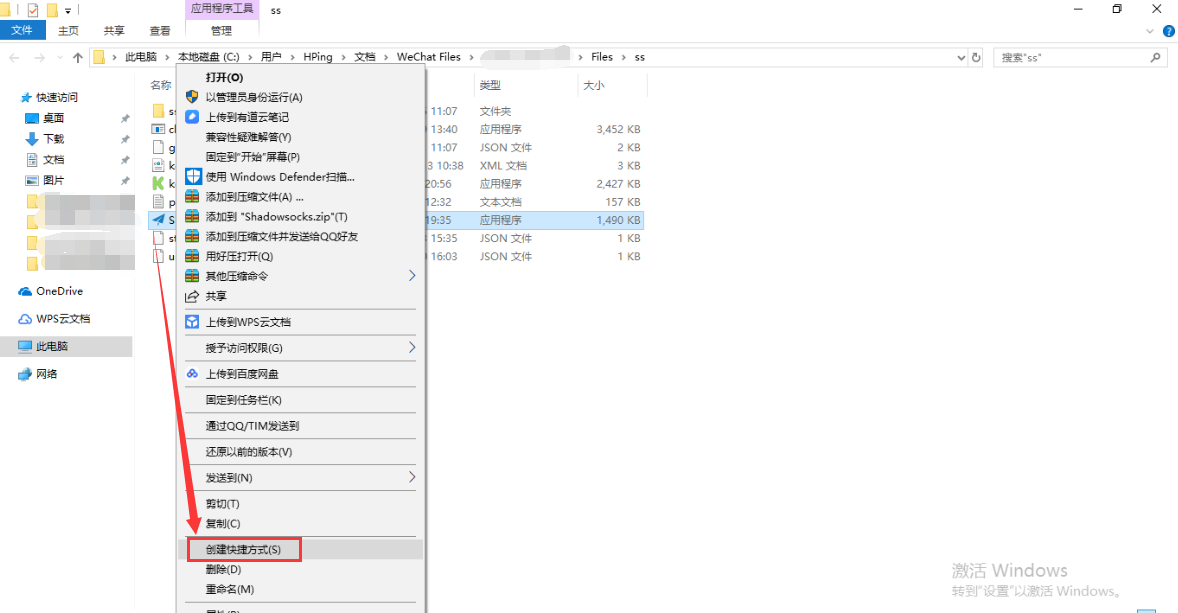 应用程序工具 ss
文件 主页 共享 查看 管理
此电脑 本地磁盘 (C:) 用户 HPing 文档 WeChat Files Files ss 搜索"ss"
快速访问
桌面
下载
文档
图片
OneDrive
WPS云文档
此电脑
网络
名称 类型 大小
11:07 文件夹
13:40 应用程序 3,452 KB
11:07 JSON 文件 2 KB
10:38 XML 文档 3 KB
20:56 应用程序 2,427 KB
12:32 文本文档 157 KB
19:35 应用程序 1,490 KB
15:35 JSON 文件 1 KB
16:03 JSON 文件 1 KB
打开(O)
以管理员身份运行(A)
上传到有道云笔记
兼容性疑难解答(Y)
固定到"开始"屏幕(P)
使用 Windows Defender扫描...
添加到压缩文件(A) ...
添加到 "Shadowsocks.zip"(T)
添加到压缩文件并发送给QQ好友
用好压打开(Q)
其他压缩命令
共享
上传到WPS云文档
授予访问权限(G)
上传到百度网盘
固定到任务栏(K)
通过QQ/TIM发送到
还原以前的版本(V)
发送到(N)
剪切(T)
复制(C)
创建快捷方式(S)
删除(D)
重命名(M)
激活 Windows
转到"设置"以激活 Windows。